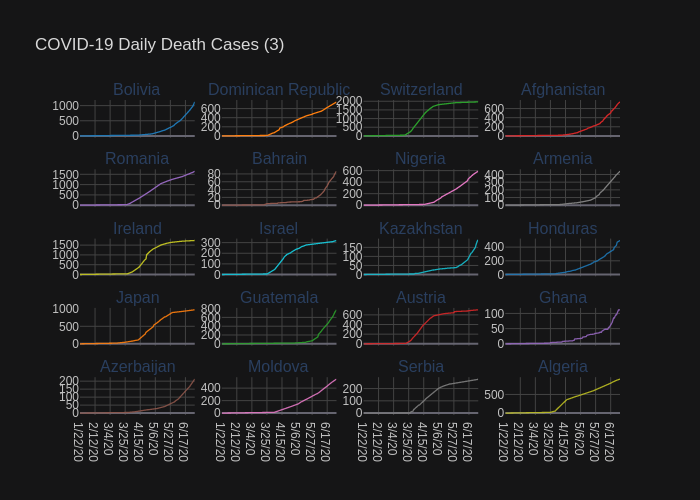 COVID-19 Daily Death Cases (3)
Bolivia Dominican Republic Switzerland Afghanistan
1000 500 0
600 400 200 0
2000 1500 1000 500 0
600 400 200 0
Romania Bahrain Nigeria Armenia
1500 1000 500 0
80 60 40 20 0
600 400 200 0
400 300 200 100 0
Ireland Israel Kazakhstan Honduras
1500 1000 500 0
300 200 100 0
150 100 50 0
400 200 0
Japan Guatemala Austria Ghana
1000 500 0
800 600 400 200 0
600 400 200 0
100 50 0
Azerbaijan Moldova Serbia Algeria
200 150 100 50 0
400 200 0
200 100 0
500 0
1/22/20 2/12/20 3/4/20 3/25/20 4/15/20 5/6/20 5/27/20 6/17/20
1/22/20 2/12/20 3/4/20 3/25/20 4/15/20 5/6/20 5/27/20 6/17/20
1/22/20 2/12/20 3/4/20 3/25/20 4/15/20 5/6/20 5/27/20 6/17/20
1/22/20 2/12/20 3/4/20 3/25/20 4/15/20 5/6/20 5/27/20 6/17/20